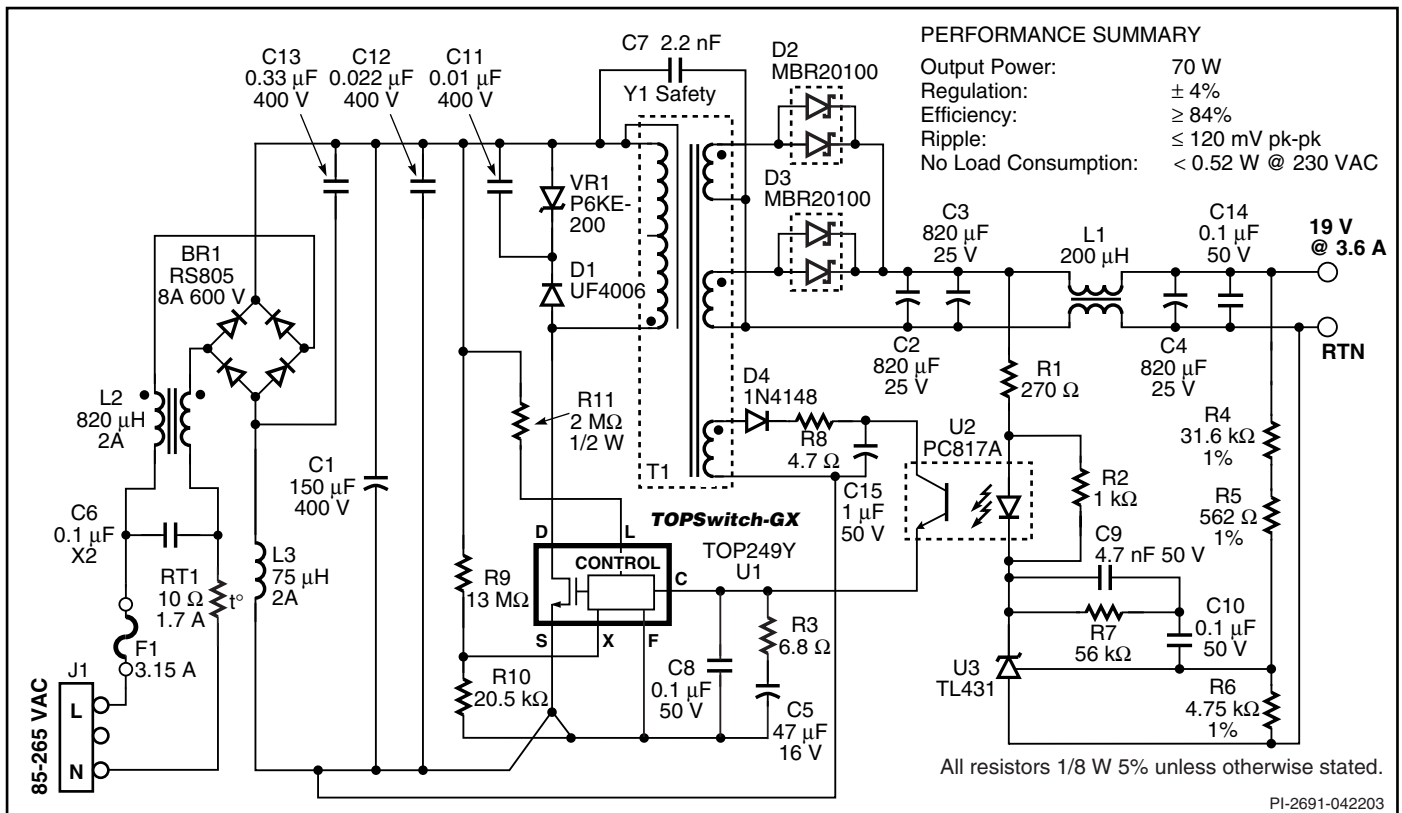 PERFORMANCE SUMMARY
Output Power: 70 W
Regulation: ± 4%
Efficiency: ≥ 84%
Ripple: ≤ 120 mV pk-pk
No Load Consumption: < 0.52 W @ 230 VAC
C13
0.33 µF
400 V
C12
0.022 µF
400 V
C11
0.01 µF
400 V
C7 2.2 nF
Y1 Safety
D2
MBR20100
D3
MBR20100
VR1
P6KE-
200
D1
UF4006
BR1
RS805
8A 600 V
C3
820 µF
25 V
L1
200 µH
C14
0.1 µF
50 V
19 V
@ 3.6 A
RTN
C2
820 µF
25 V
C4
820 µF
25 V
R1
270 Ω
L2
820 µH
2A
R11
2 MΩ
1/2 W
D4
1N4148
R8
4.7 Ω
T1
C15
1 µF
50 V
U2
PC817A
R2
1 kΩ
R4
31.6 kΩ
1%
R5
562 Ω
1%
C1
150 µF
400 V
C6
0.1 µF
X2
RT1
10 Ω
1.7 A
t°
L3
75 µH
2A
F1
3.15 A
J1
L
N
85-265 VAC
TOPSwitch-GX
TOP249Y
U1
D
L
CONTROL
C
S
X
F
R9
13 MΩ
R10
20.5 kΩ
C8
0.1 µF
50 V
R3
6.8 Ω
C5
47 µF
16 V
C9
4.7 nF 50 V
R7
56 kΩ
C10
0.1 µF
50 V
U3
TL431
R6
4.75 kΩ
1%
All resistors 1/8 W 5% unless otherwise stated.
PI-2691-042203